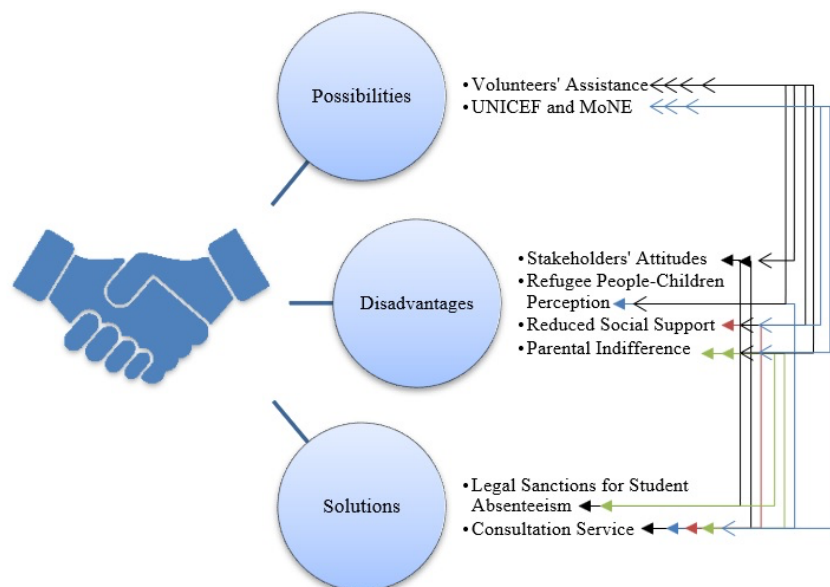 Possibilities
• Volunteers' Assistance
• UNICEF and MoNE
Disadvantages
• Stakeholders' Attitudes
• Refugee People-Children
Perception
• Reduced Social Support
• Parental Indifference
Solutions
• Legal Sanctions for Student
Absenteeism
• Consultation Service